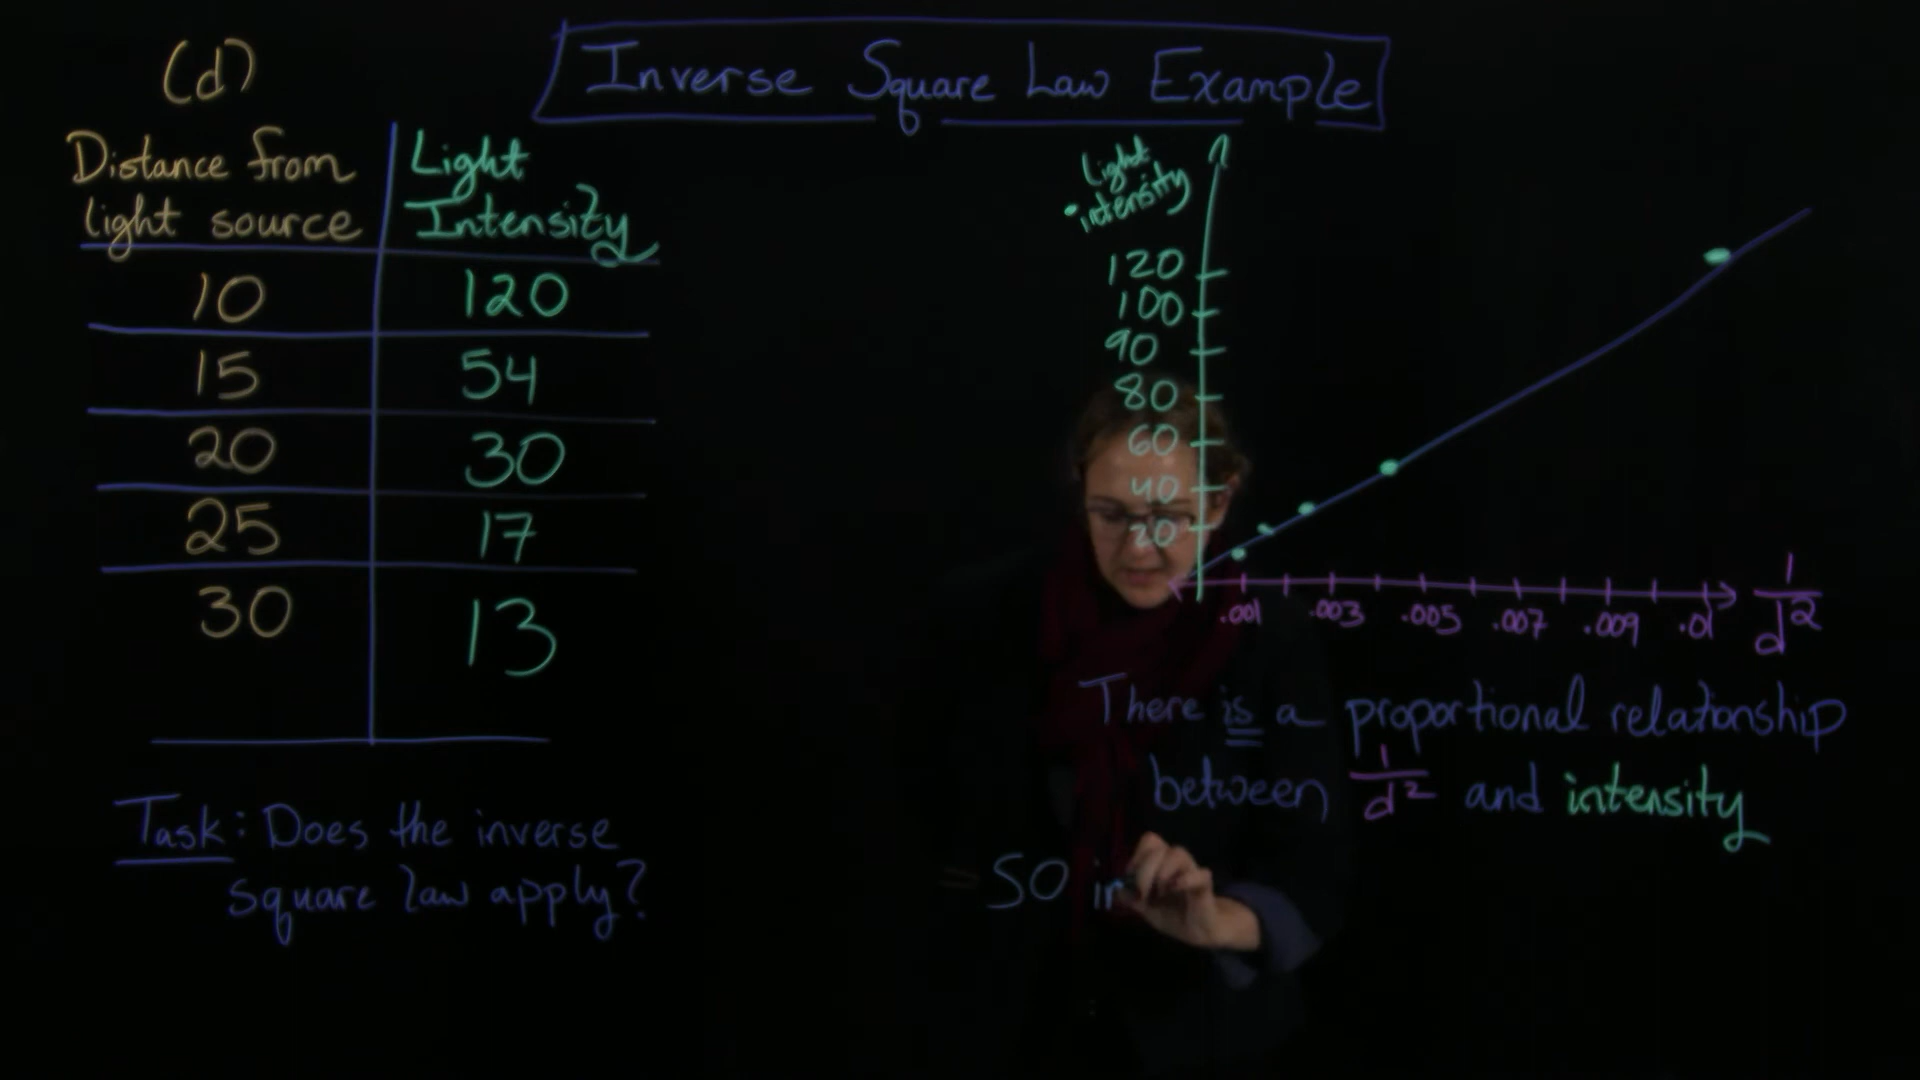 (d)
Inverse Square Law Example
Distance from
light source
Light
Intensity
10 120
15 54
20 30
25 17
30 13
Task: Does the inverse
square law apply?
Light
intensity
120
100
90
80
60
40
20
.001 .003 .005 .007 .009 .01
1
d²
There is a proportional relationship
between 1/d² and intensity
= SO in